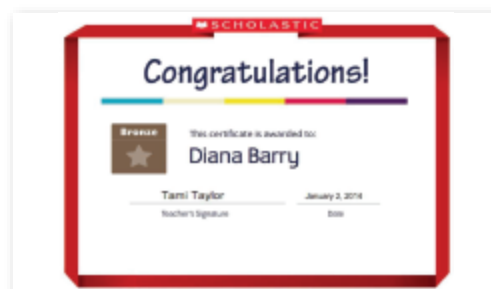 SCHOLASTIC
Congratulations!
Bronze
This certificate is awarded to:
Diana Barry
Tami Taylor
January 2, 2014
Teacher's Signature
Date